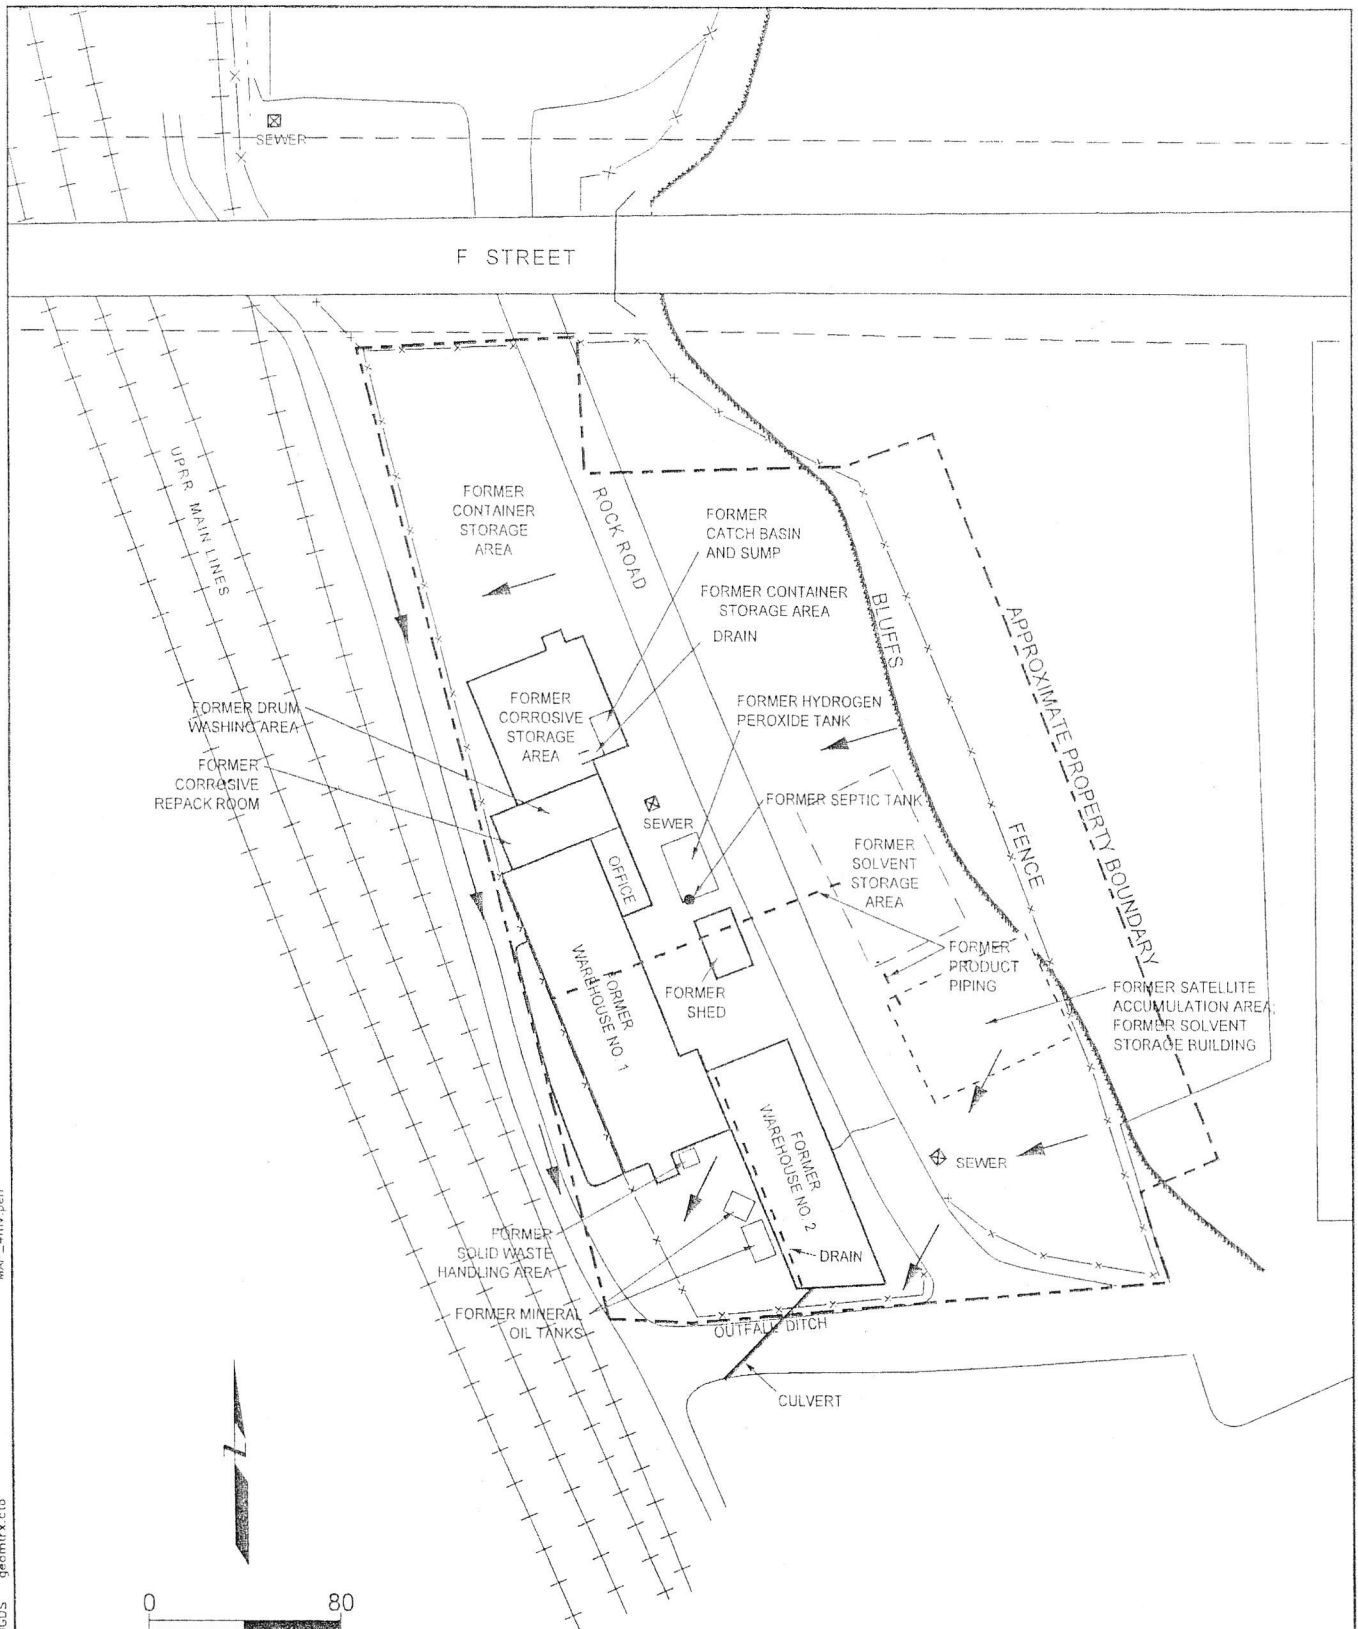 SEWER
F STREET
UPRR MAIN LINES
FORMER
CONTAINER
STORAGE
AREA
ROCK ROAD
FORMER
CATCH BASIN
AND SUMP
FORMER CONTAINER
STORAGE AREA
DRAIN
BLUFFS
APPROXIMATE PROPERTY BOUNDARY
FORMER DRUM
WASHING AREA
FORMER
CORROSIVE
STORAGE
AREA
FORMER HYDROGEN
PEROXIDE TANK
FORMER
CORROSIVE
REPACK ROOM
SEWER
FORMER SEPTIC TANK
FENCE
OFFICE
FORMER
SOLVENT
STORAGE
AREA
FORMER
WAREHOUSE NO. 1
FORMER
SHED
FORMER
PRODUCT
PIPING
FORMER SATELLITE
ACCUMULATION AREA;
FORMER SOLVENT
STORAGE BUILDING
FORMER
WAREHOUSE NO. 2
SEWER
FORMER
SOLID WASTE
HANDLING AREA
DRAIN
FORMER MINERAL
OIL TANKS
OUTFALL DITCH
CULVERT
Z
0 80